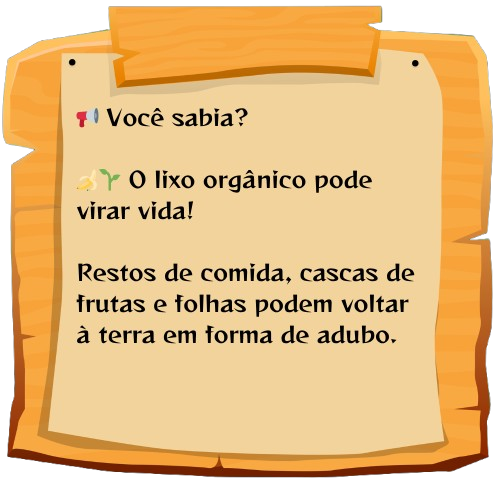 📢 Você sabia?
🍌🌱 O lixo orgânico pode
virar vida!
Restos de comida, cascas de
frutas e folhas podem voltar
à terra em forma de adubo.